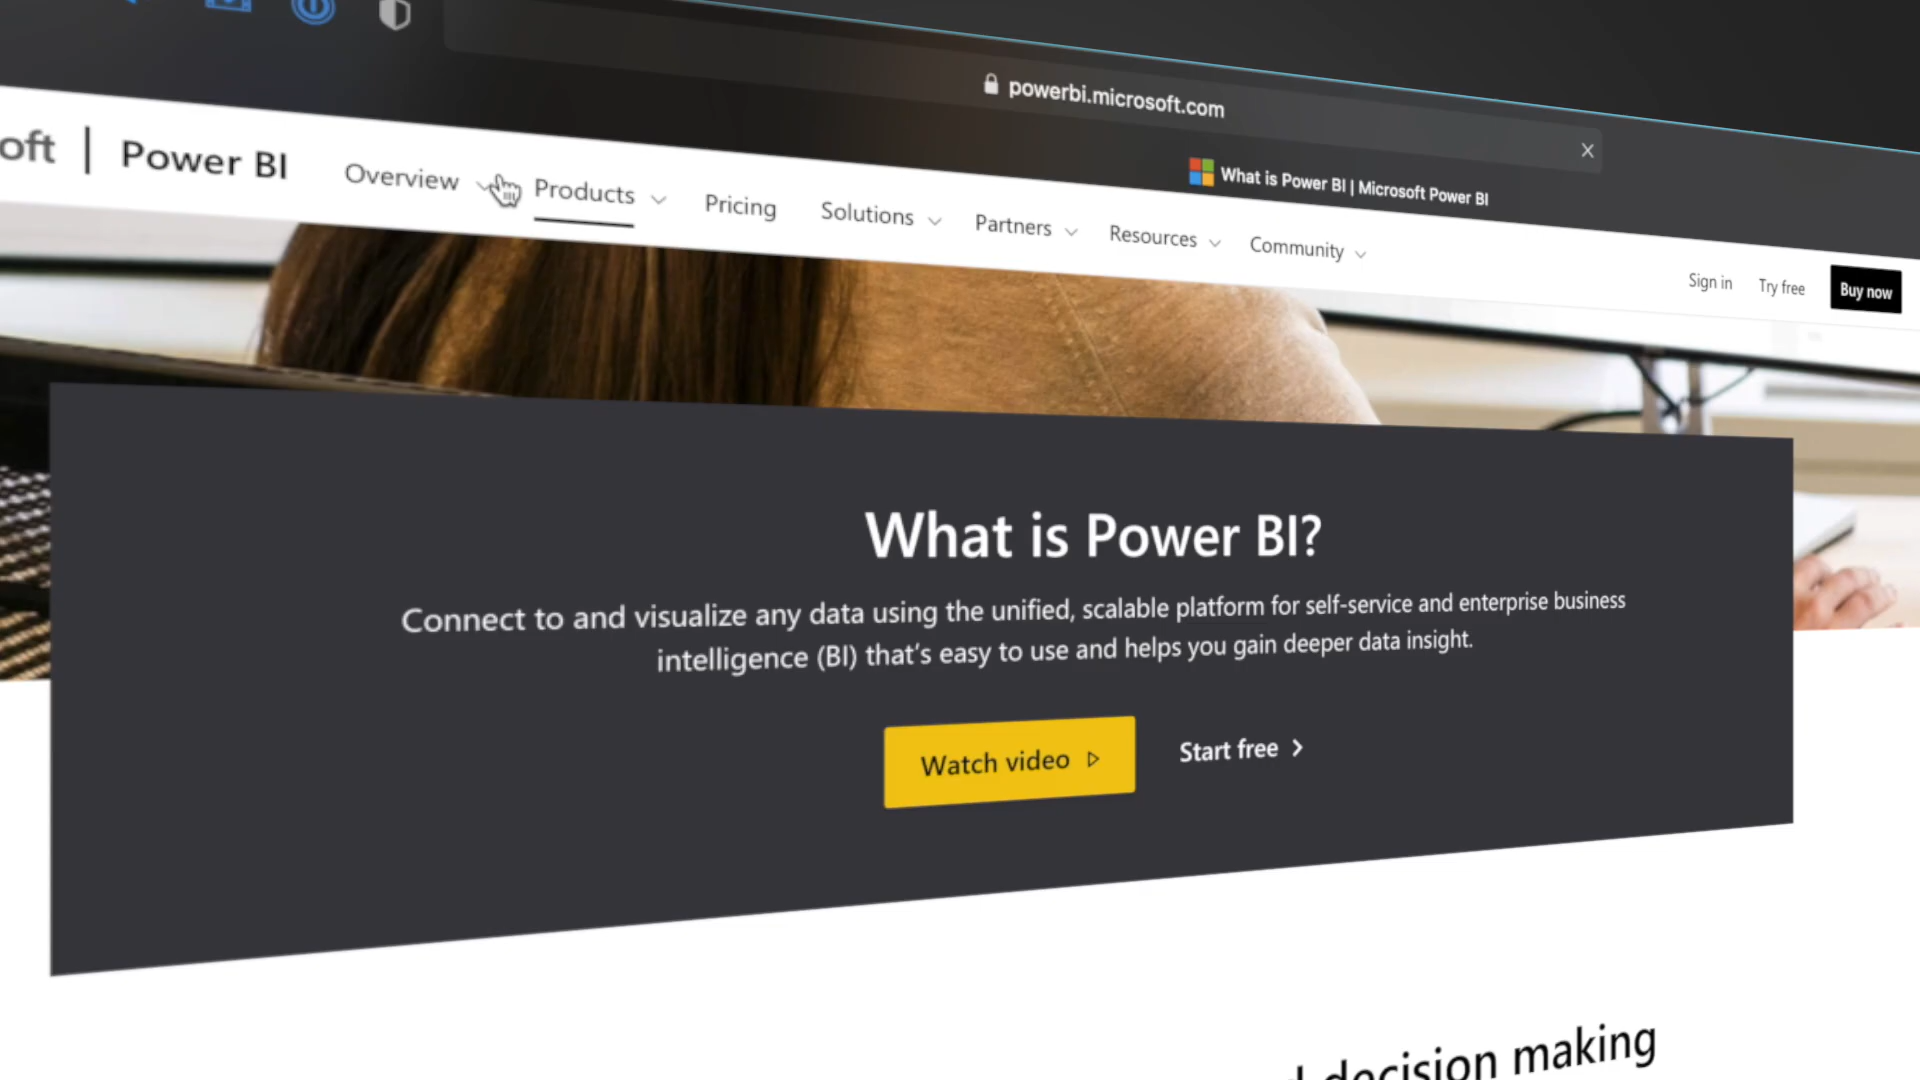 powerbi.microsoft.com
What is Power BI | Microsoft Power BI
oft | Power BI
Overview
Products
Pricing
Solutions
Partners
Resources
Community
Sign in
Try free
Buy now
What is Power BI?
Connect to and visualize any data using the unified, scalable platform for self-service and enterprise business
intelligence (BI) that's easy to use and helps you gain deeper data insight.
Watch video
Start free
decision making